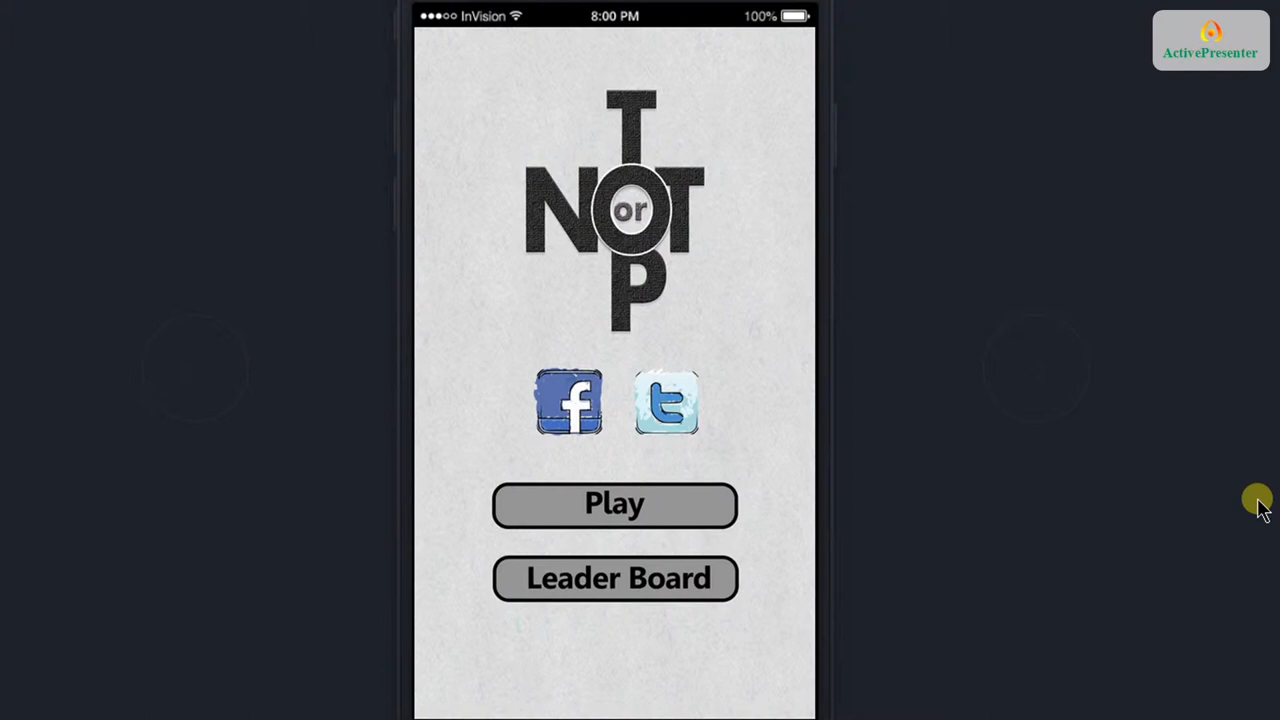 InVision 8:00 PM 100%
ActivePresenter
T
NOT
or
P
f t
Play
Leader Board